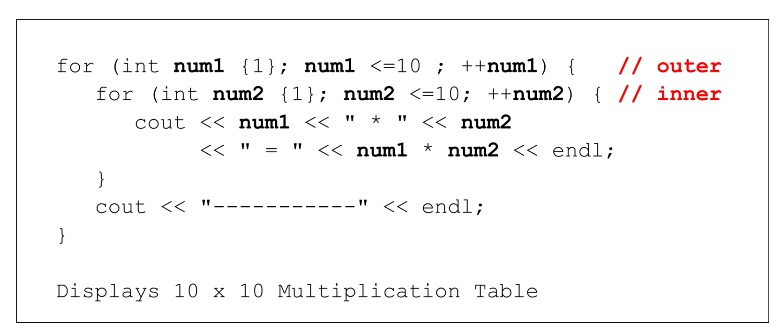 for (int num1 {1}; num1 <=10 ; ++num1) {   // outer
   for (int num2 {1}; num2 <=10; ++num2) { // inner
      cout << num1 << " * " << num2
           << " = " << num1 * num2 << endl;
   }
   cout << "-----------" << endl;
}
Displays 10 x 10 Multiplication Table